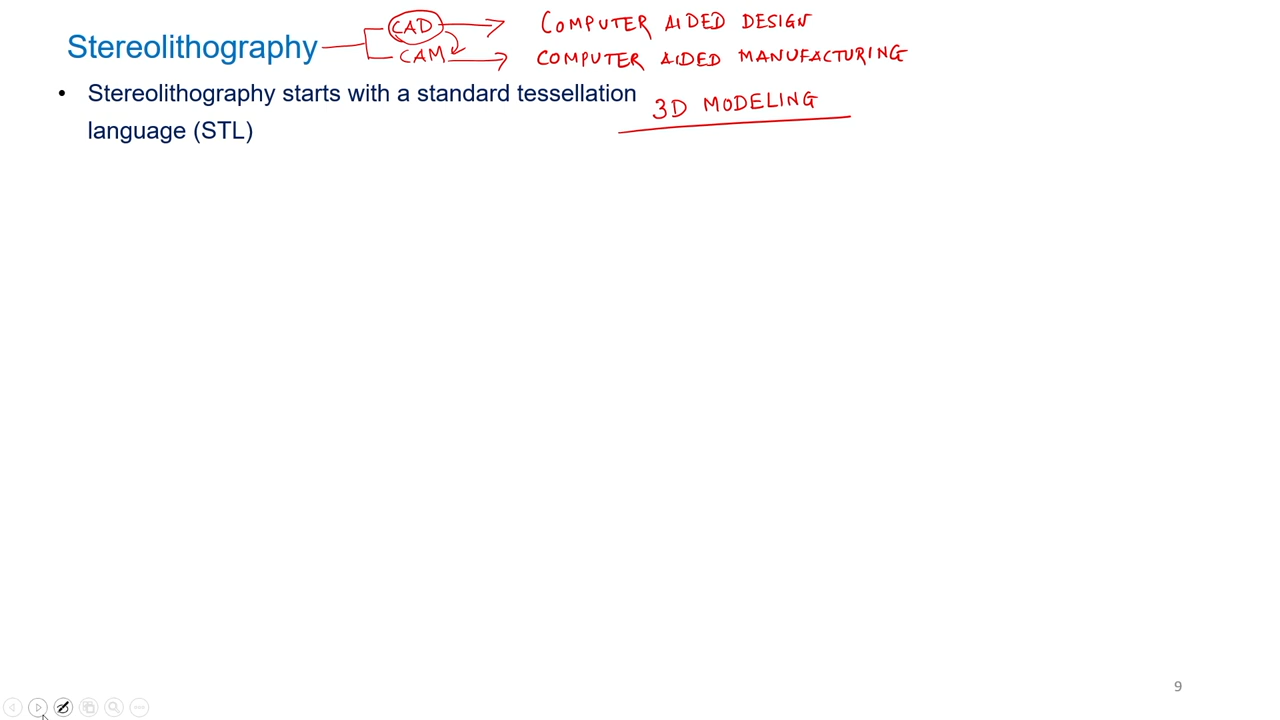 Stereolithography
CAD COMPUTER AIDED DESIGN
CAM COMPUTER AIDED MANUFACTURING
• Stereolithography starts with a standard tessellation
language (STL)
3D MODELING
9